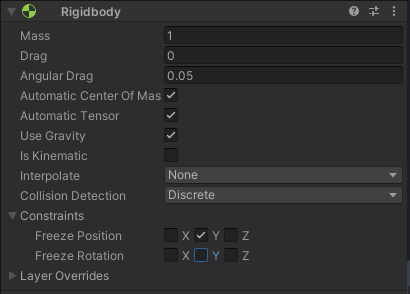 Rigidbody
Mass 1
Drag 0
Angular Drag 0.05
Automatic Center Of Mas
Automatic Tensor
Use Gravity
Is Kinematic
Interpolate None
Collision Detection Discrete
Constraints
Freeze Position X Y Z
Freeze Rotation X Y Z
Layer Overrides